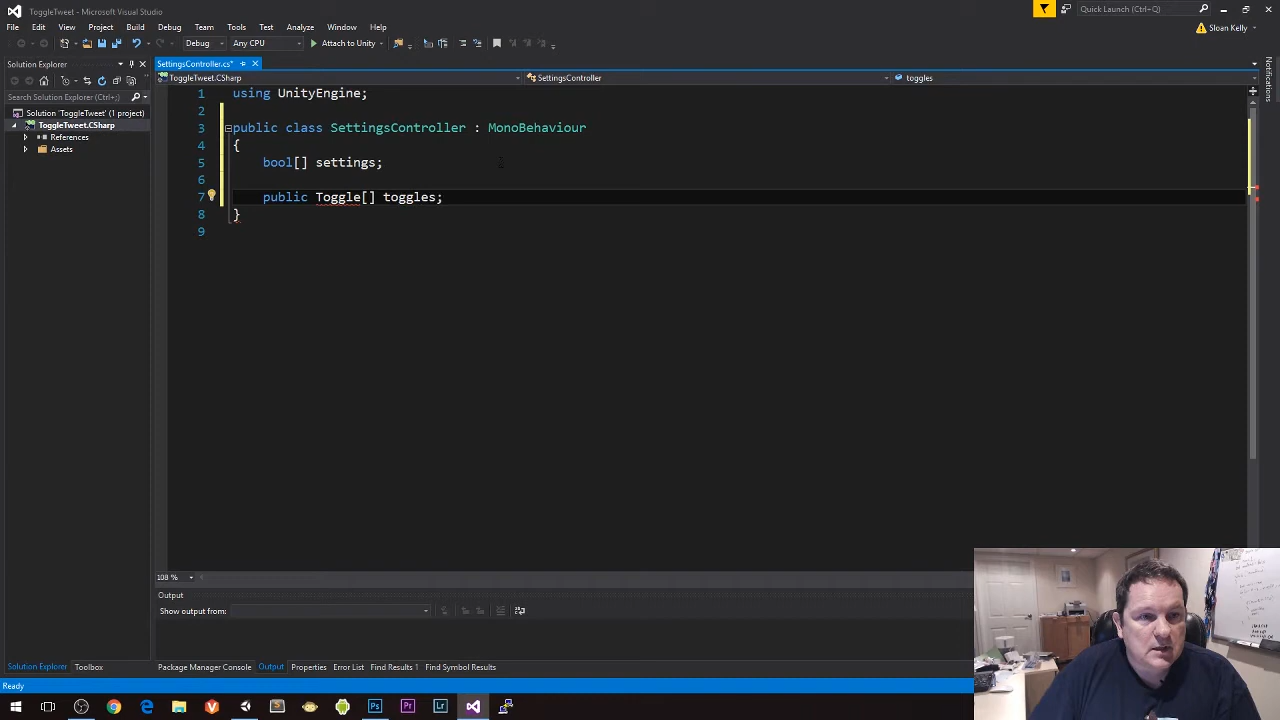 ToggleTweet - Microsoft Visual Studio
Quick Launch (Ctrl+Q)
File Edit View Project Build Debug Team Tools Architecture Test R Tools Analyze Window Help
Sloan Kelly
Debug Any CPU Attach to Unity
Solution Explorer
SettingsController.cs*
ToggleTweet.CSharp SettingsController toggles
Notifications
Search Solution Explorer (Ctrl+;)
Solution 'ToggleTweet' (1 project)
ToggleTweet.CSharp
References
Assets
1 using UnityEngine;
2
3 public class SettingsController : MonoBehaviour
4 {
5 bool[] settings;
6
7 public Toggle[] toggles;
8 }
9
108 %
Output
Show output from:
Solution Explorer Toolbox Package Manager Console Output Properties Error List Find Results 1 Find Symbol Results
Ready